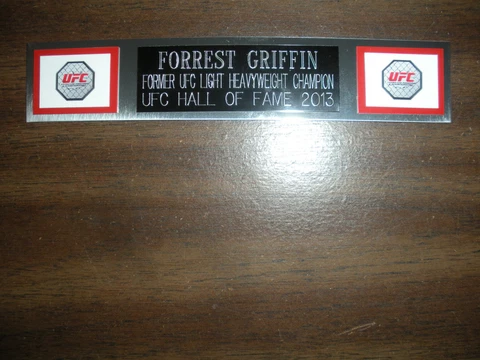 UFC
FORREST GRIFFIN
FORMER UFC LIGHT HEAVYWEIGHT CHAMPION
UFC HALL OF FAME 2013
UFC